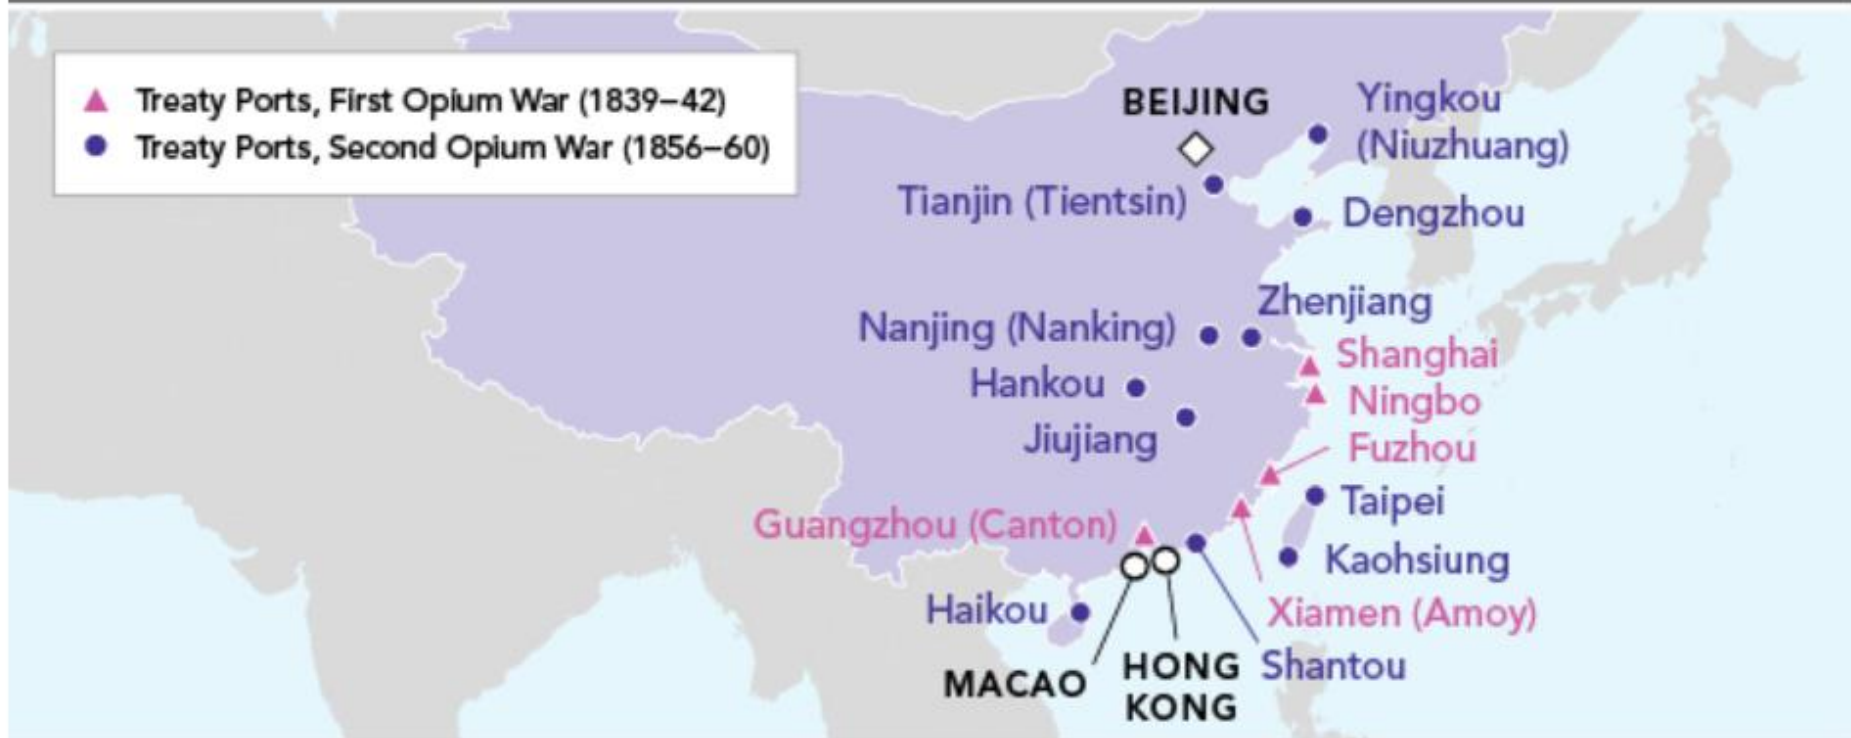 Treaty Ports, First Opium War (1839–42)
Treaty Ports, Second Opium War (1856–60)
BEIJING
Yingkou
(Niuzhuang)
Tianjin (Tientsin)
Dengzhou
Zhenjiang
Nanjing (Nanking)
Shanghai
Hankou
Ningbo
Jiujiang
Fuzhou
Taipei
Guangzhou (Canton)
Kaohsiung
Haikou
Xiamen (Amoy)
MACAO
HONG
KONG
Shantou